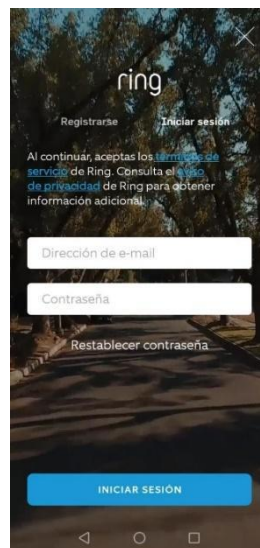 ring
Registrarse Iniciar sesión
Al continuar, aceptas los términos de
servicio de Ring. Consulta el aviso
de privacidad de Ring para obtener
información adicional.
Dirección de e-mail
Contraseña
Restablecer contraseña
INICIAR SESIÓN